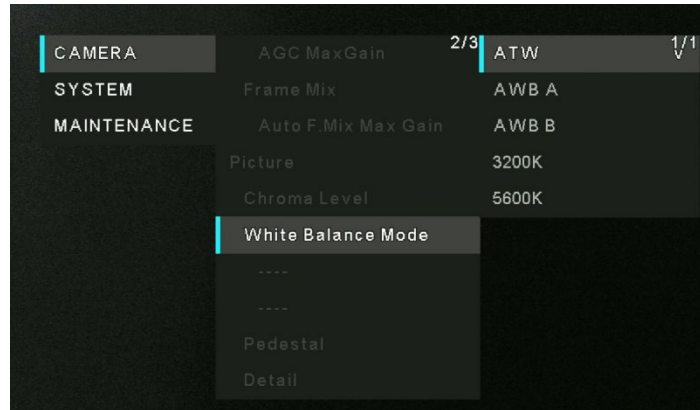 CAMERA
SYSTEM
MAINTENANCE
2/3
AGC MaxGain
Frame Mix
Auto F.Mix Max Gain
Picture
Chroma Level
White Balance Mode
----
----
Pedestal
Detail
1/1
ATW
AWB A
AWB B
3200K
5600K